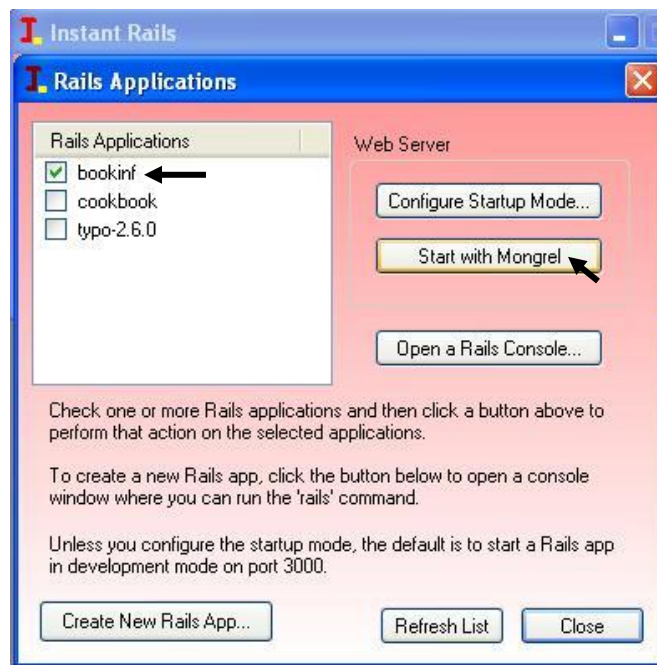 Instant Rails
Rails Applications
Rails Applications
bookinf
cookbook
typo-2.6.0
Web Server
Configure Startup Mode...
Start with Mongrel
Open a Rails Console...
Check one or more Rails applications and then click a button above to
perform that action on the selected applications.
To create a new Rails app, click the button below to open a console
window where you can run the 'rails' command.
Unless you configure the startup mode, the default is to start a Rails app
in development mode on port 3000.
Create New Rails App...
Refresh List
Close